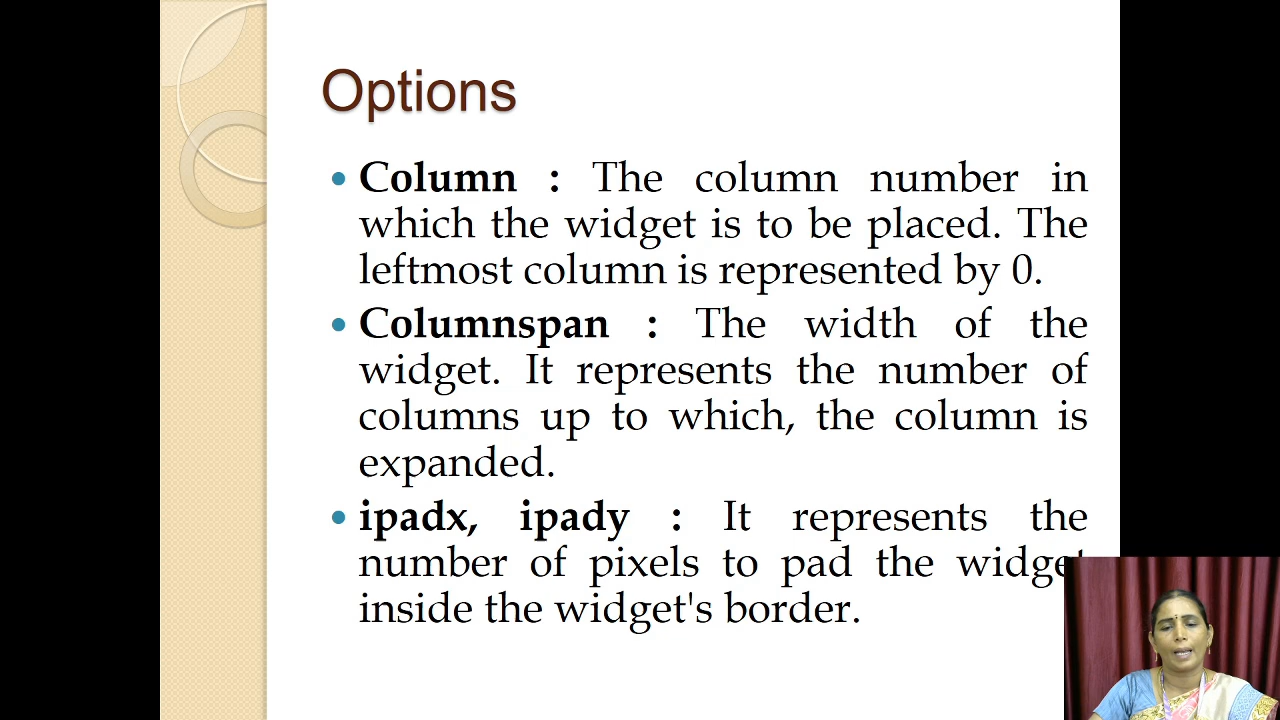 Options
Column : The column number in
which the widget is to be placed. The
leftmost column is represented by 0.
Columnspan : The width of the
widget. It represents the number of
columns up to which, the column is
expanded.
ipadx, ipady : It represents the
number of pixels to pad the widget
inside the widget's border.